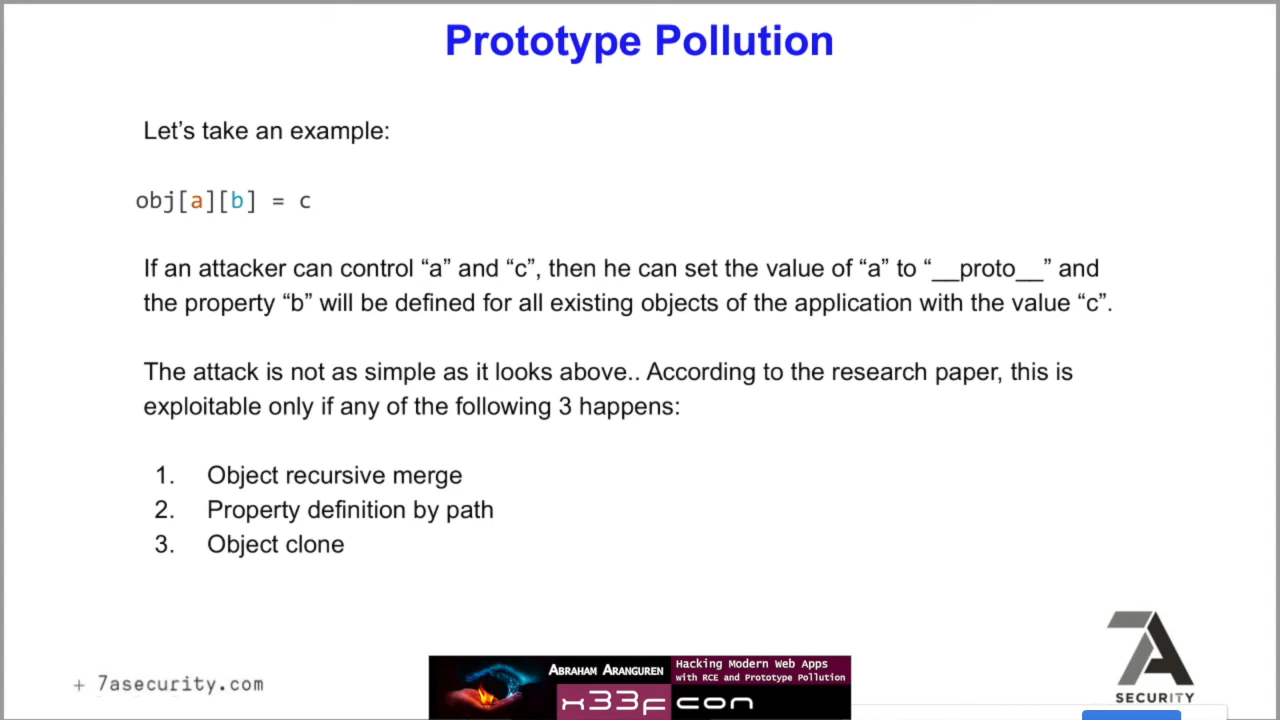 Prototype Pollution
Let’s take an example:
obj[a][b] = c
If an attacker can control “a” and “c”, then he can set the value of “a” to “__proto__” and
the property “b” will be defined for all existing objects of the application with the value “c”.
The attack is not as simple as it looks above.. According to the research paper, this is
exploitable only if any of the following 3 happens:
1. Object recursive merge
2. Property definition by path
3. Object clone
+ 7asecurity.com
ABRAHAM ARANGUREN
Hacking Modern Web Apps
with RCE and Prototype Pollution
x33fcon
7A
SECURITY